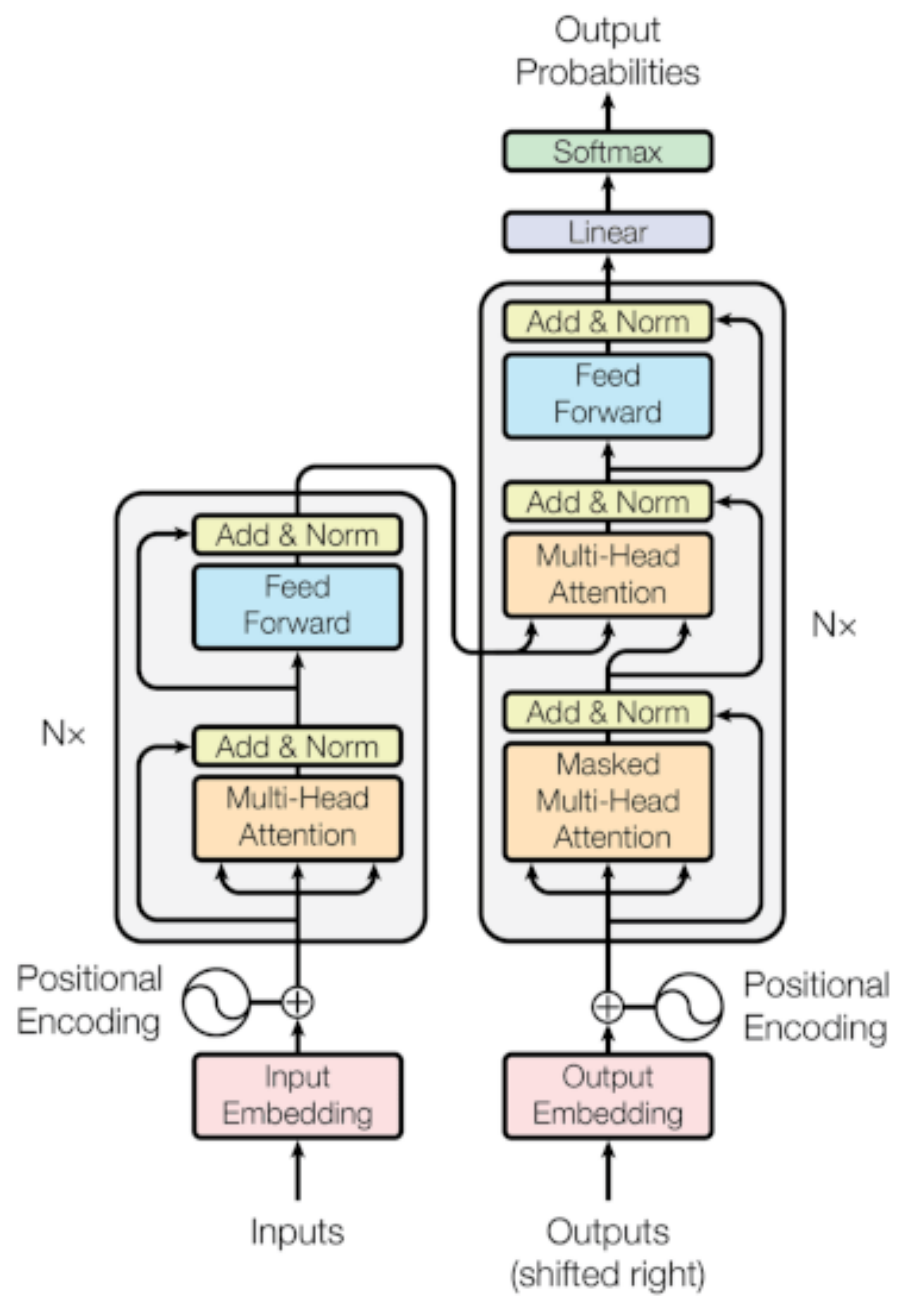 Output
Probabilities
Softmax
Linear
Add & Norm
Feed
Forward
Add & Norm
Multi-Head
Attention
Nx
Add & Norm
Masked
Multi-Head
Attention
Positional
Encoding
Output
Embedding
Outputs
(shifted right)
Add & Norm
Feed
Forward
Nx
Add & Norm
Multi-Head
Attention
Positional
Encoding
Input
Embedding
Inputs